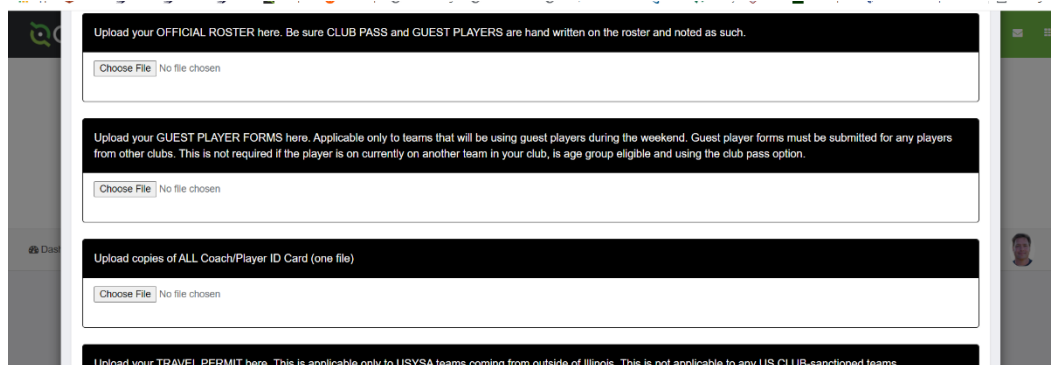 Upload your OFFICIAL ROSTER here. Be sure CLUB PASS and GUEST PLAYERS are hand written on the roster and noted as such.
Choose File No file chosen
Upload your GUEST PLAYER FORMS here. Applicable only to teams that will be using guest players during the weekend. Guest player forms must be submitted for any players
from other clubs. This is not required if the player is on currently on another team in your club, is age group eligible and using the club pass option.
Choose File No file chosen
Das
Upload copies of ALL Coach/Player ID Card (one file)
Choose File No file chosen
Upload your TRAVEL PERMIT here. This is applicable only to USYSA teams coming from outside of Illinois. This is not applicable to any US CLUB-sanctioned teams.